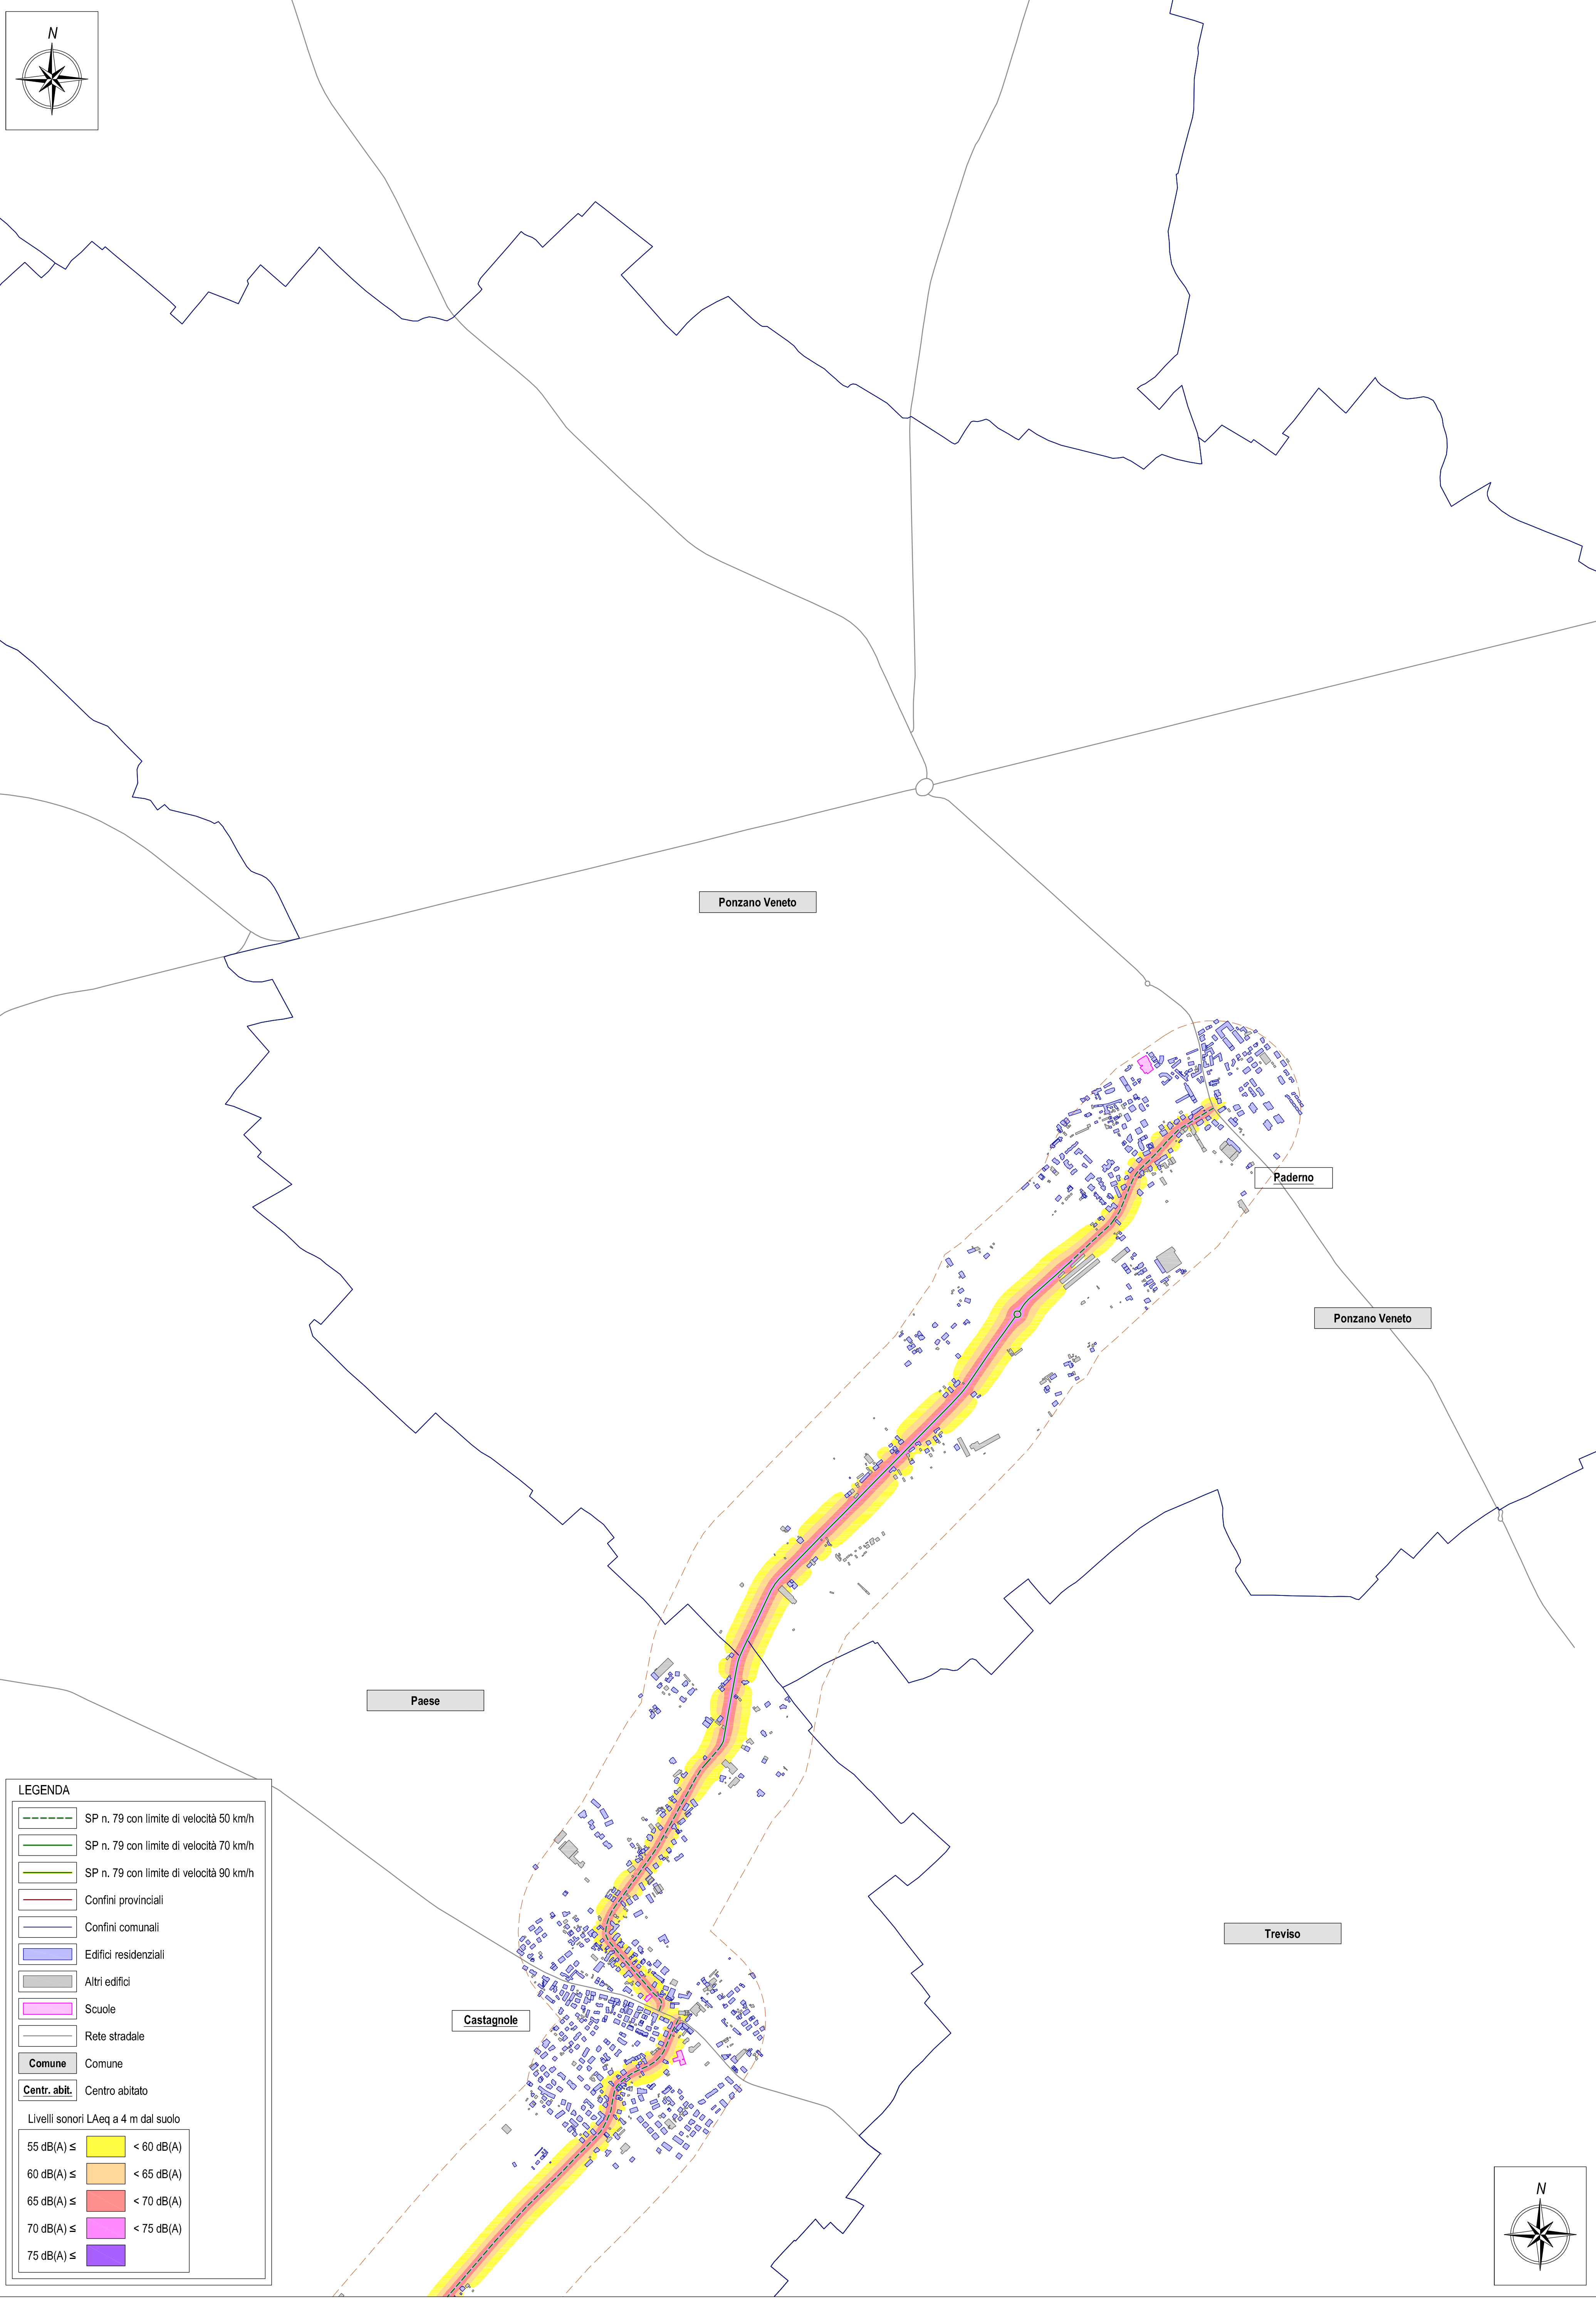 N
Ponzano Veneto
Paderno
Ponzano Veneto
Paese
Treviso
Castagnole
LEGENDA
SP n. 79 con limite di velocità 50 km/h
SP n. 79 con limite di velocità 70 km/h
SP n. 79 con limite di velocità 90 km/h
Confini provinciali
Confini comunali
Edifici residenziali
Altri edifici
Scuole
Rete stradale
Comune Comune
Centr. abit. Centro abitato
Livelli sonori LAeq a 4 m dal suolo
55 dB(A) ≤ < 60 dB(A)
60 dB(A) ≤ < 65 dB(A)
65 dB(A) ≤ < 70 dB(A)
70 dB(A) ≤ < 75 dB(A)
75 dB(A) ≤
N